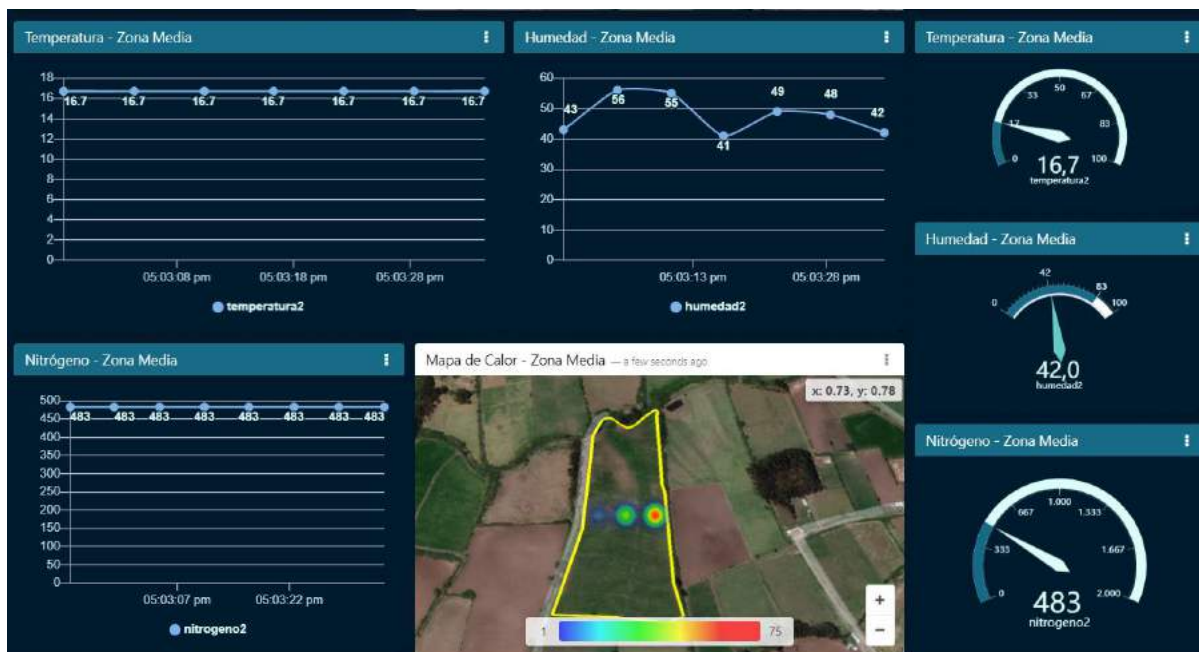 Temperatura - Zona Media
18
16
14
12
10
8
6
4
2
0
16.7 16.7 16.7 16.7 16.7 16.7 16.7
05:03:08 pm 05:03:18 pm 05:03:28 pm
temperatura2
Humedad - Zona Media
60
50
40
30
20
10
0
43 56 55 41 49 48 42
05:03:13 pm 05:03:28 pm
humedad2
Temperatura - Zona Media
0 17 33 50 67 83 100
16,7
temperatura2
Humedad - Zona Media
0 42 83 100
42,0
humedad2
Nitrógeno - Zona Media
500
450
400
350
300
250
200
150
100
50
0
483 483 483 483 483 483 483 483
05:03:07 pm 05:03:22 pm
nitrogeno2
Mapa de Calor - Zona Media — a few seconds ago
x: 0.73, y: 0.78
+
−
1 75
Nitrógeno - Zona Media
0 333 667 1.000 1.333 1.667 2.000
483
nitrogeno2